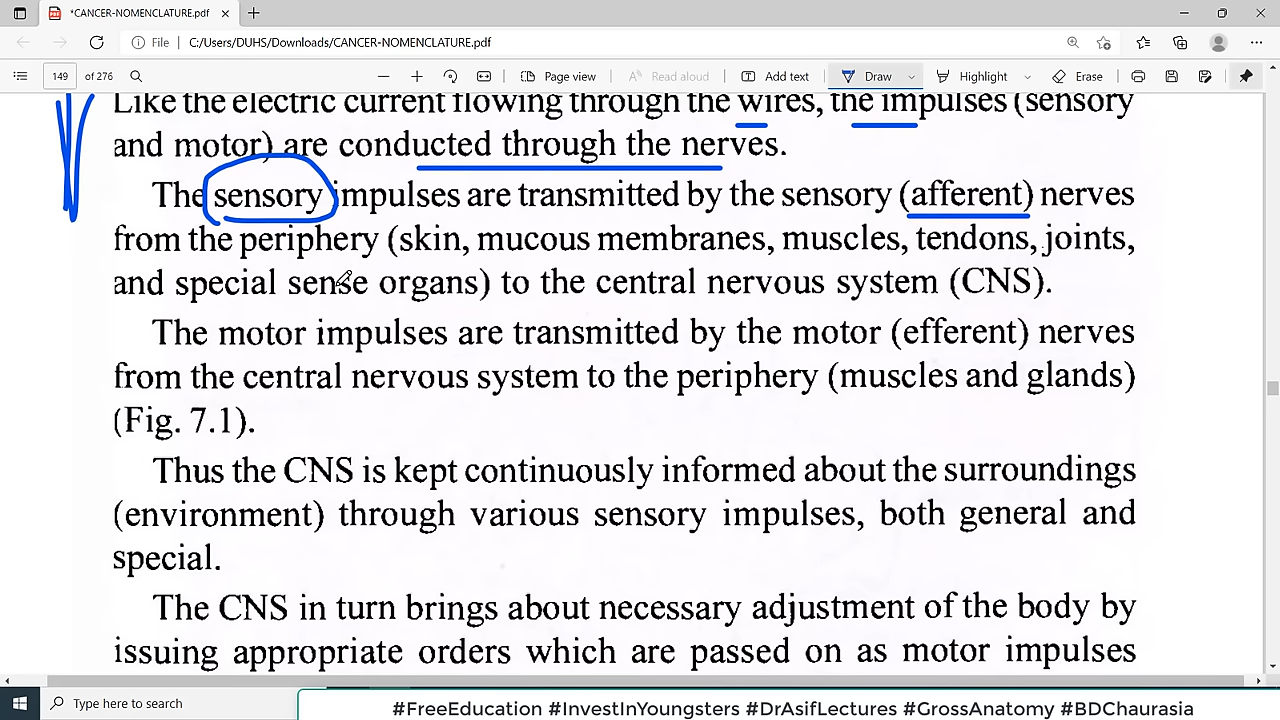 *CANCER-NOMENCLATURE.pdf
File C:/Users/DUHS/Downloads/CANCER-NOMENCLATURE.pdf
149 of 276 Page view Read aloud Add text Draw Highlight Erase
Like the electric current flowing through the wires, the impulses (sensory
and motor) are conducted through the nerves.
The sensory impulses are transmitted by the sensory (afferent) nerves
from the periphery (skin, mucous membranes, muscles, tendons, joints,
and special sense organs) to the central nervous system (CNS).
The motor impulses are transmitted by the motor (efferent) nerves
from the central nervous system to the periphery (muscles and glands)
(Fig. 7.1).
Thus the CNS is kept continuously informed about the surroundings
(environment) through various sensory impulses, both general and
special.
The CNS in turn brings about necessary adjustment of the body by
issuing appropriate orders which are passed on as motor impulses
Type here to search
#FreeEducation #InvestInYoungsters #DrAsifLectures #GrossAnatomy #BDChaurasia